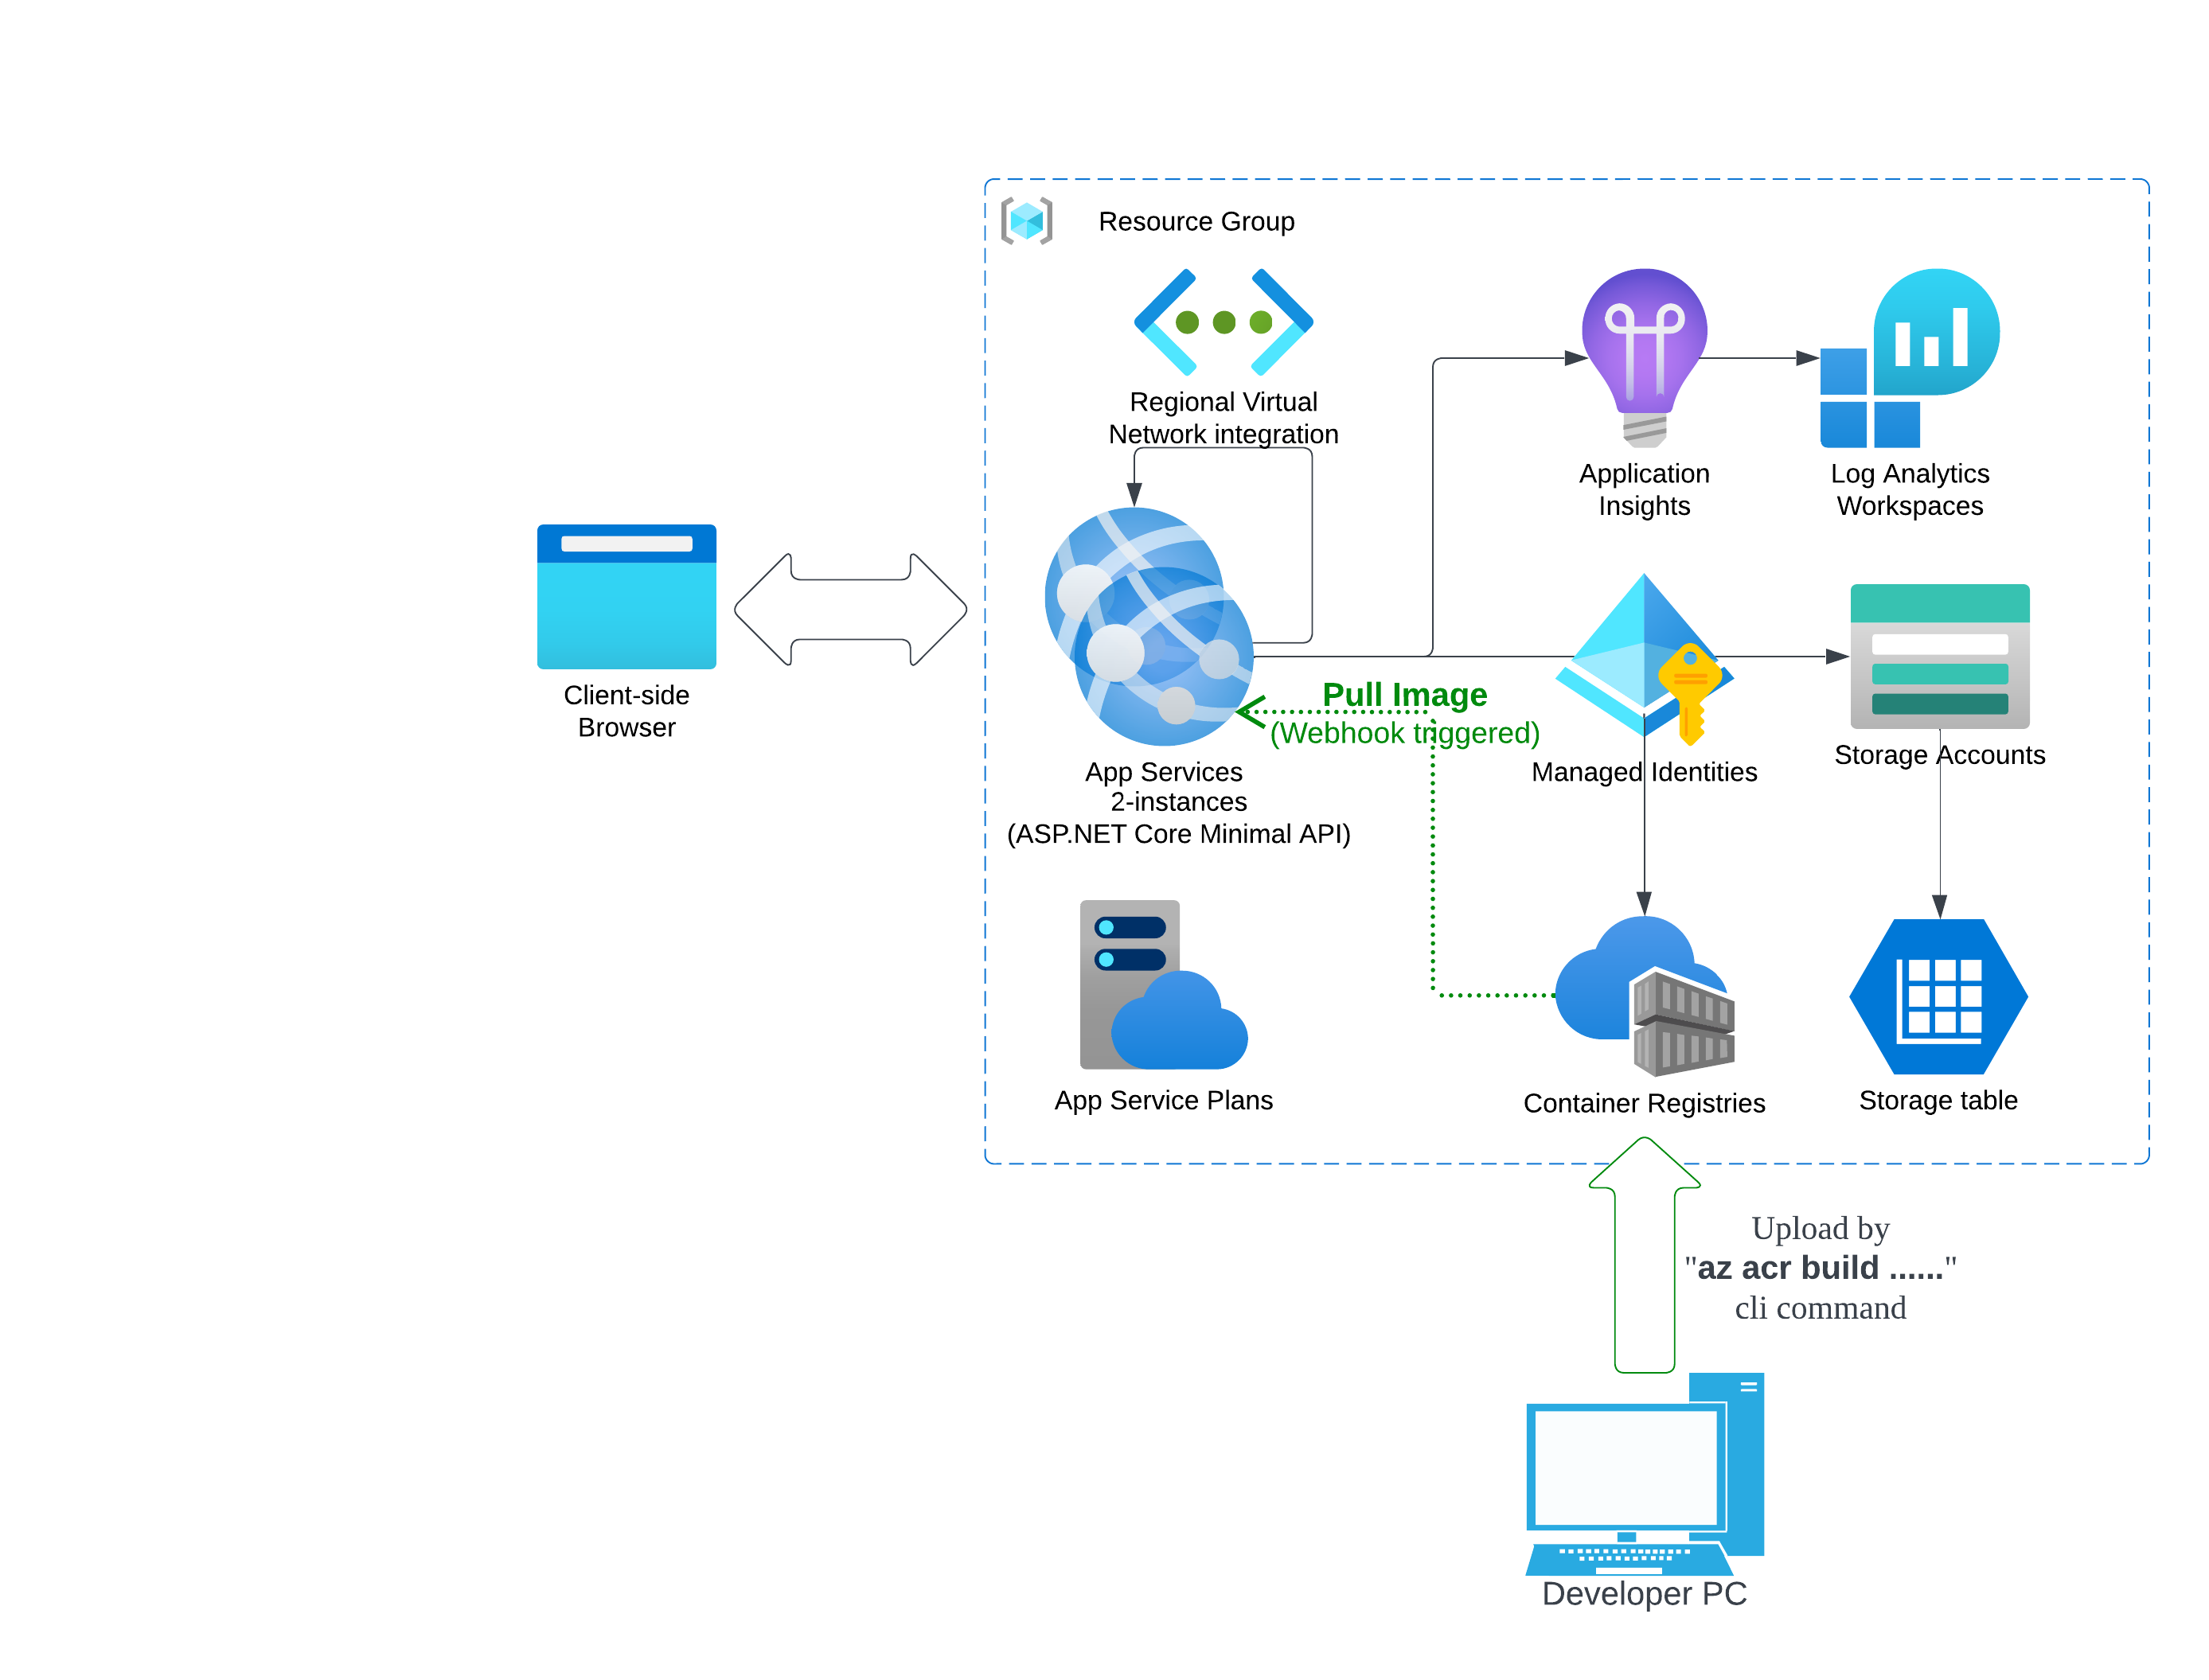 Resource Group
Regional Virtual
Network integration
Application
Insights
Log Analytics
Workspaces
Client-side
Browser
Pull Image
(Webhook triggered)
App Services
2-instances
(ASP.NET Core Minimal API)
Managed Identities
Storage Accounts
App Service Plans
Container Registries
Storage table
Upload by
"az acr build ......"
cli command
Developer PC